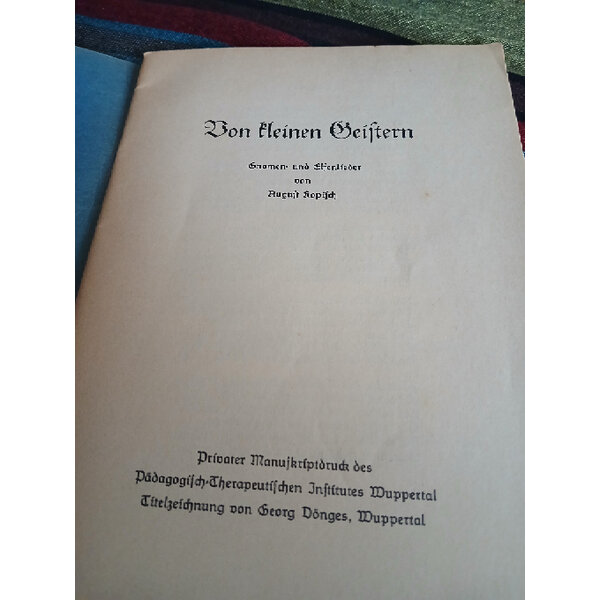 Von kleinen Geistern
Gnomen- und Elfenlieder
von
August Kopisch
Privater Manuskriptdruck des
Pädagogisch-Therapeutischen Institutes Wuppertal
Titelzeichnung von Georg Dönges, Wuppertal